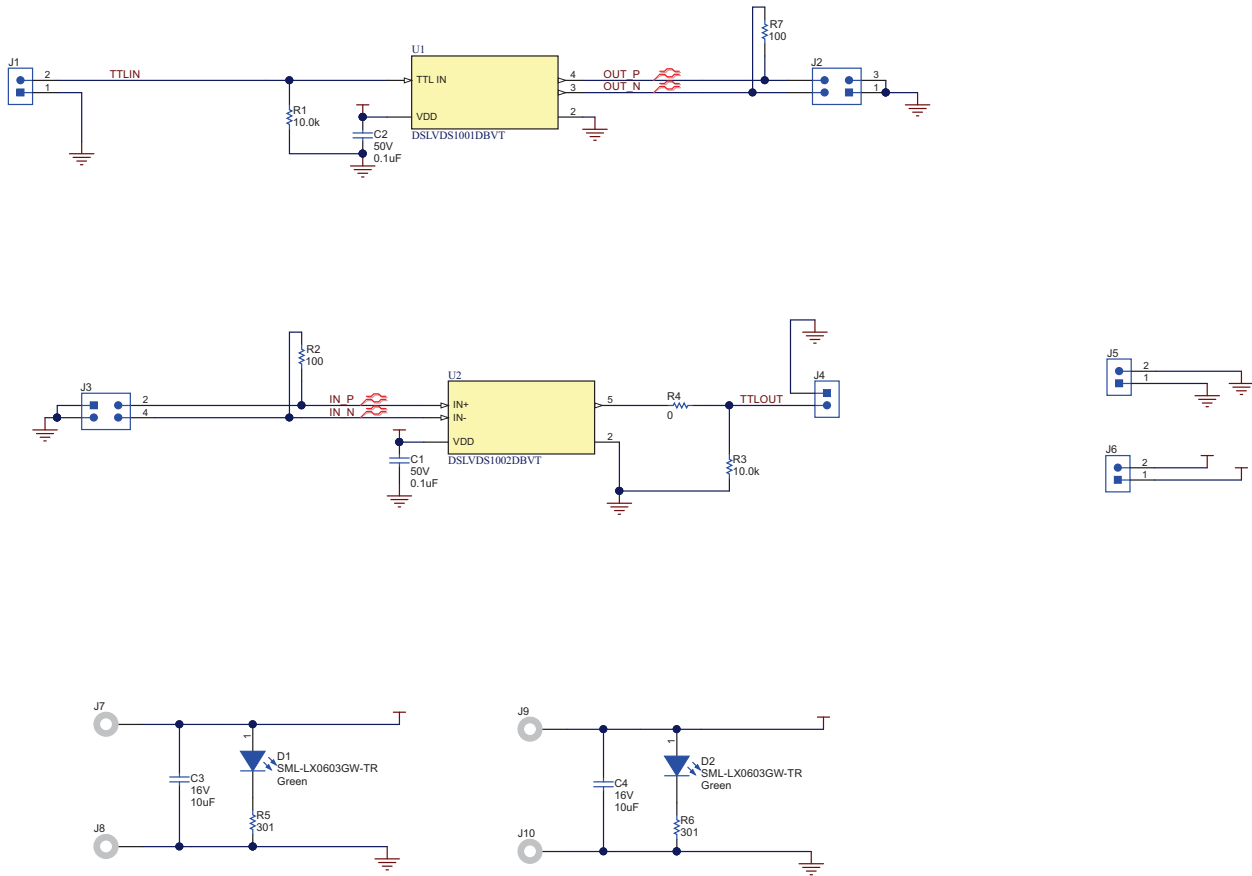 R7
100
U1
J1
2
TTLIN
1
TTL IN
VDD
4
OUT_P
3
OUT_N
2
J2
3
1
R1
10.0k
C2
50V
0.1uF
DSLVDS1001DBVT
R2
100
U2
J3
2
IN_P
4
IN_N
IN+
IN-
VDD
5
2
R4
0
TTLOUT
J4
R3
10.0k
C1
50V
0.1uF
DSLVDS1002DBVT
J5
2
1
J6
2
1
J7
1
D1
SML-LX0603GW-TR
Green
C3
16V
10uF
R5
301
J8
J9
1
D2
SML-LX0603GW-TR
Green
C4
16V
10uF
R6
301
J10